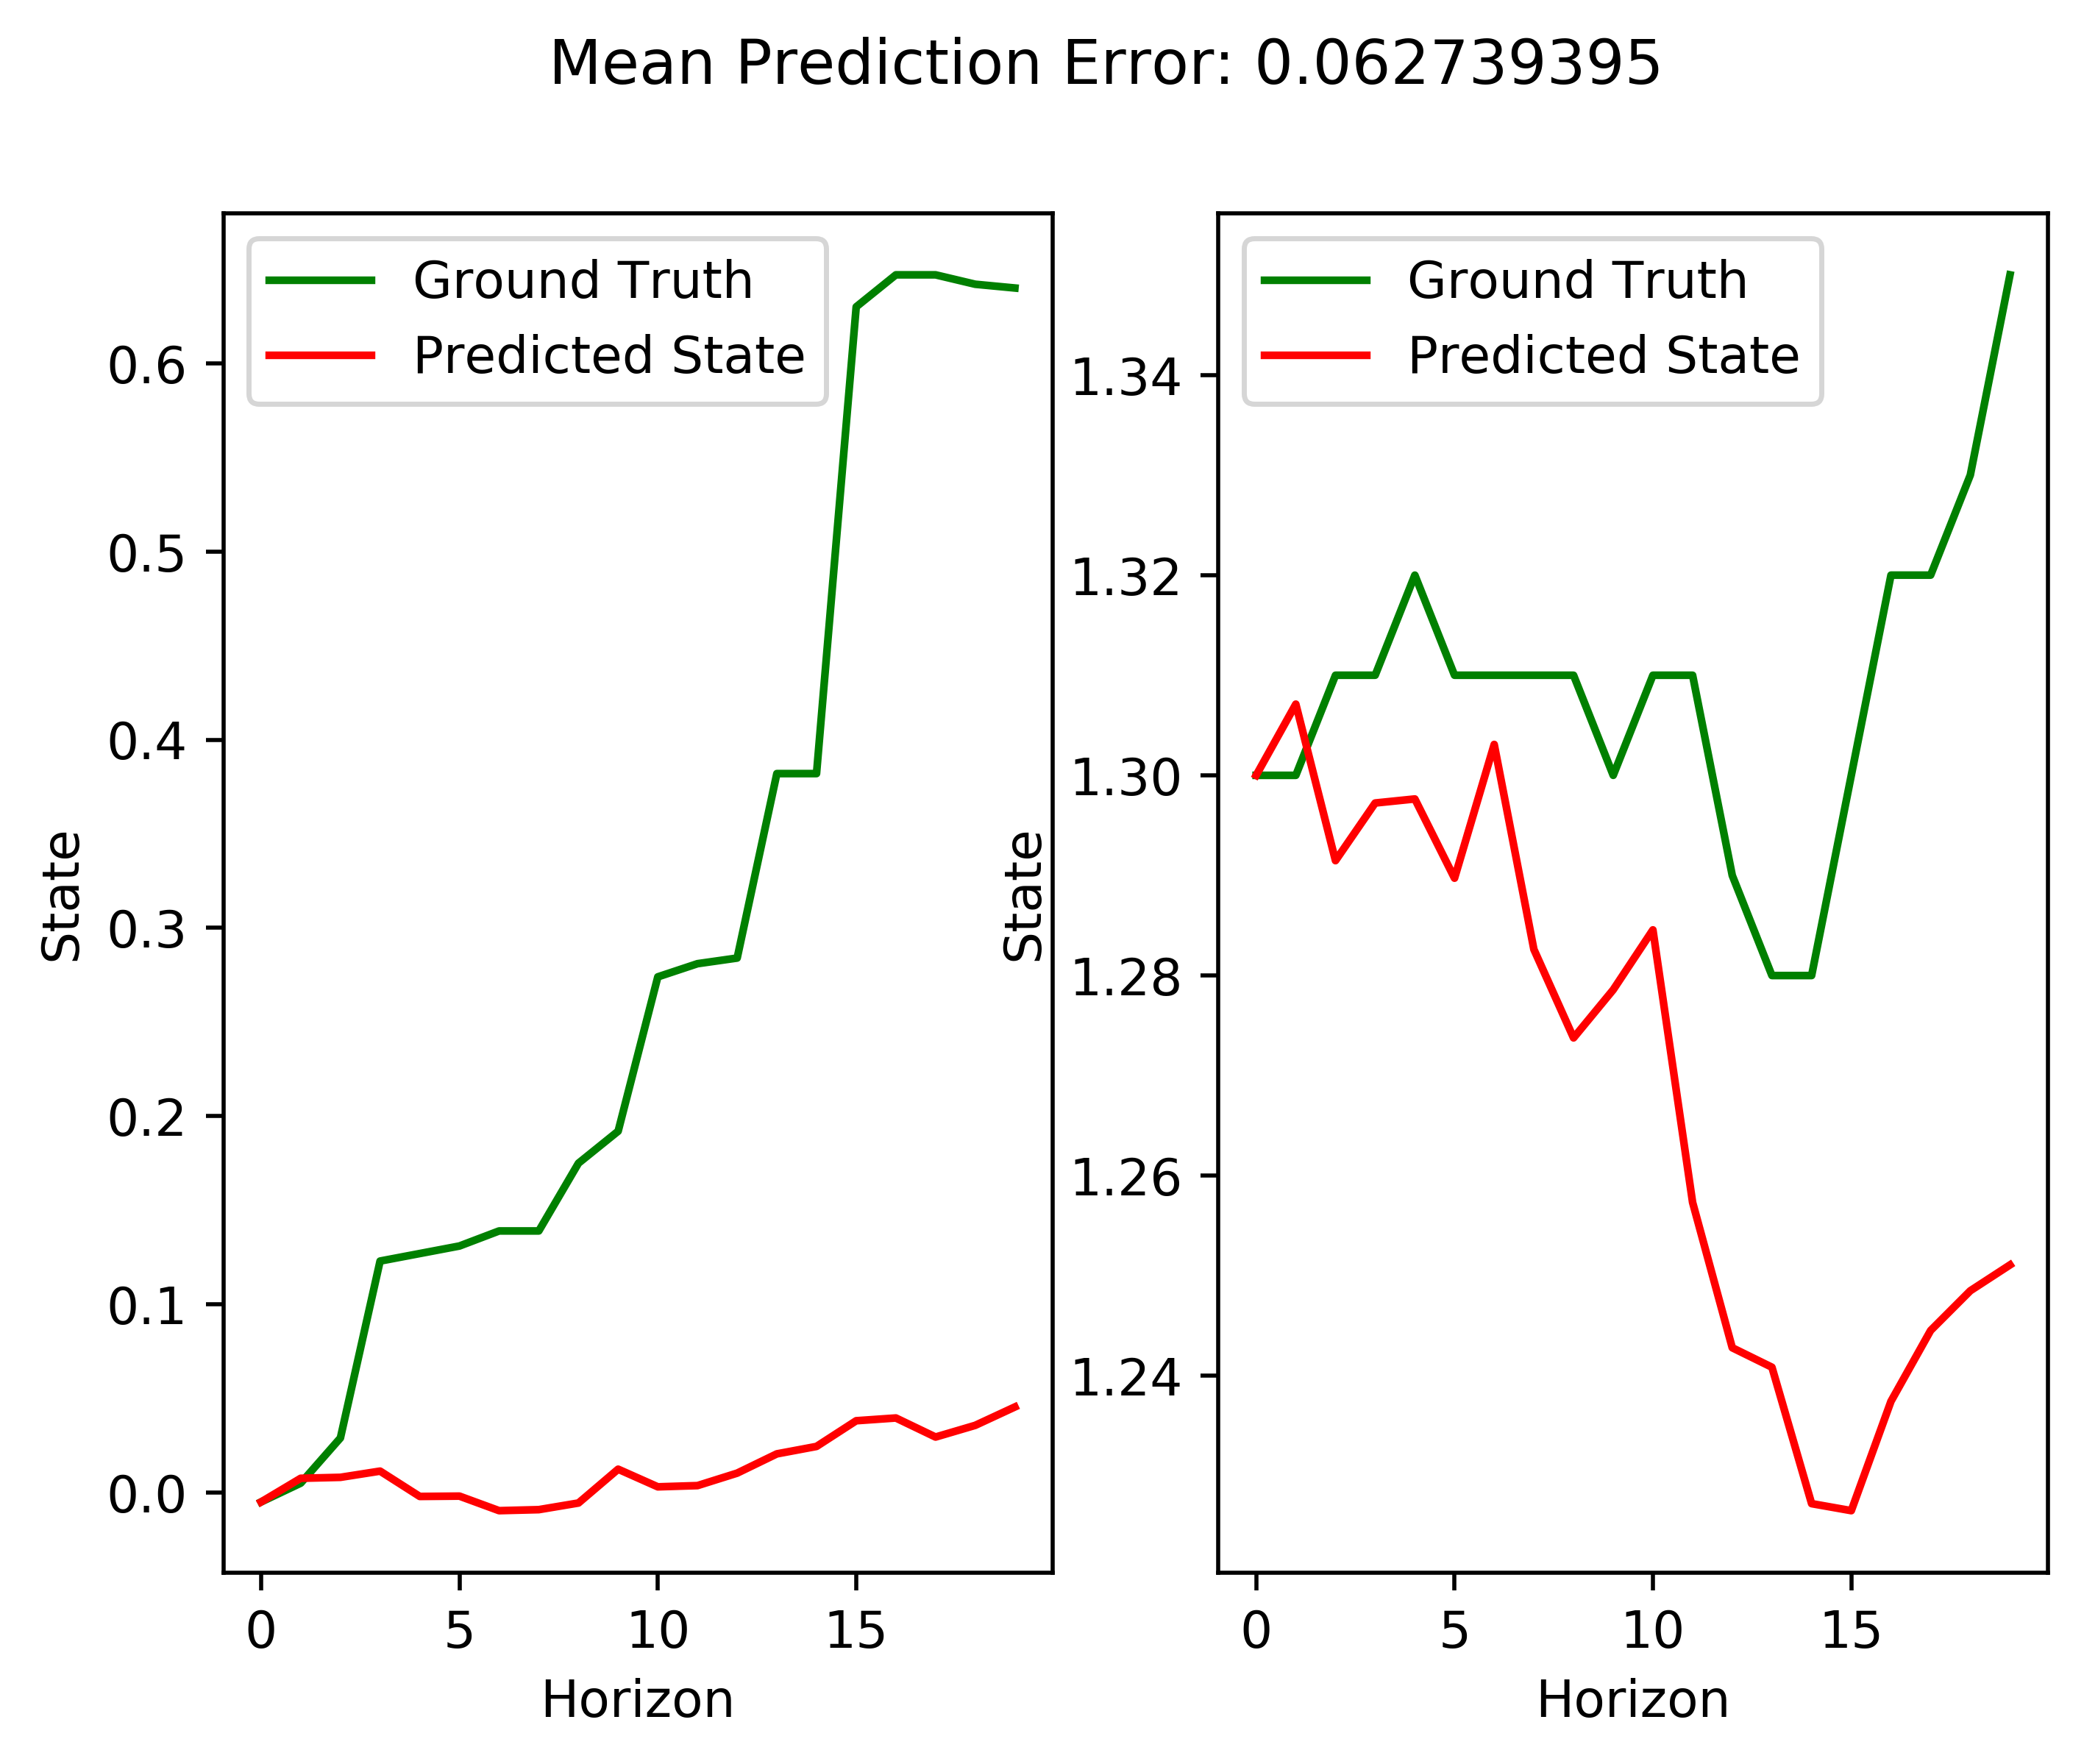 Mean Prediction Error: 0.062739395
Ground Truth
Predicted State
0.6
0.5
0.4
0.3
0.2
0.1
0.0
State
0
5
10
15
Horizon
Ground Truth
Predicted State
1.34
1.32
1.30
1.28
1.26
1.24
State
0
5
10
15
Horizon